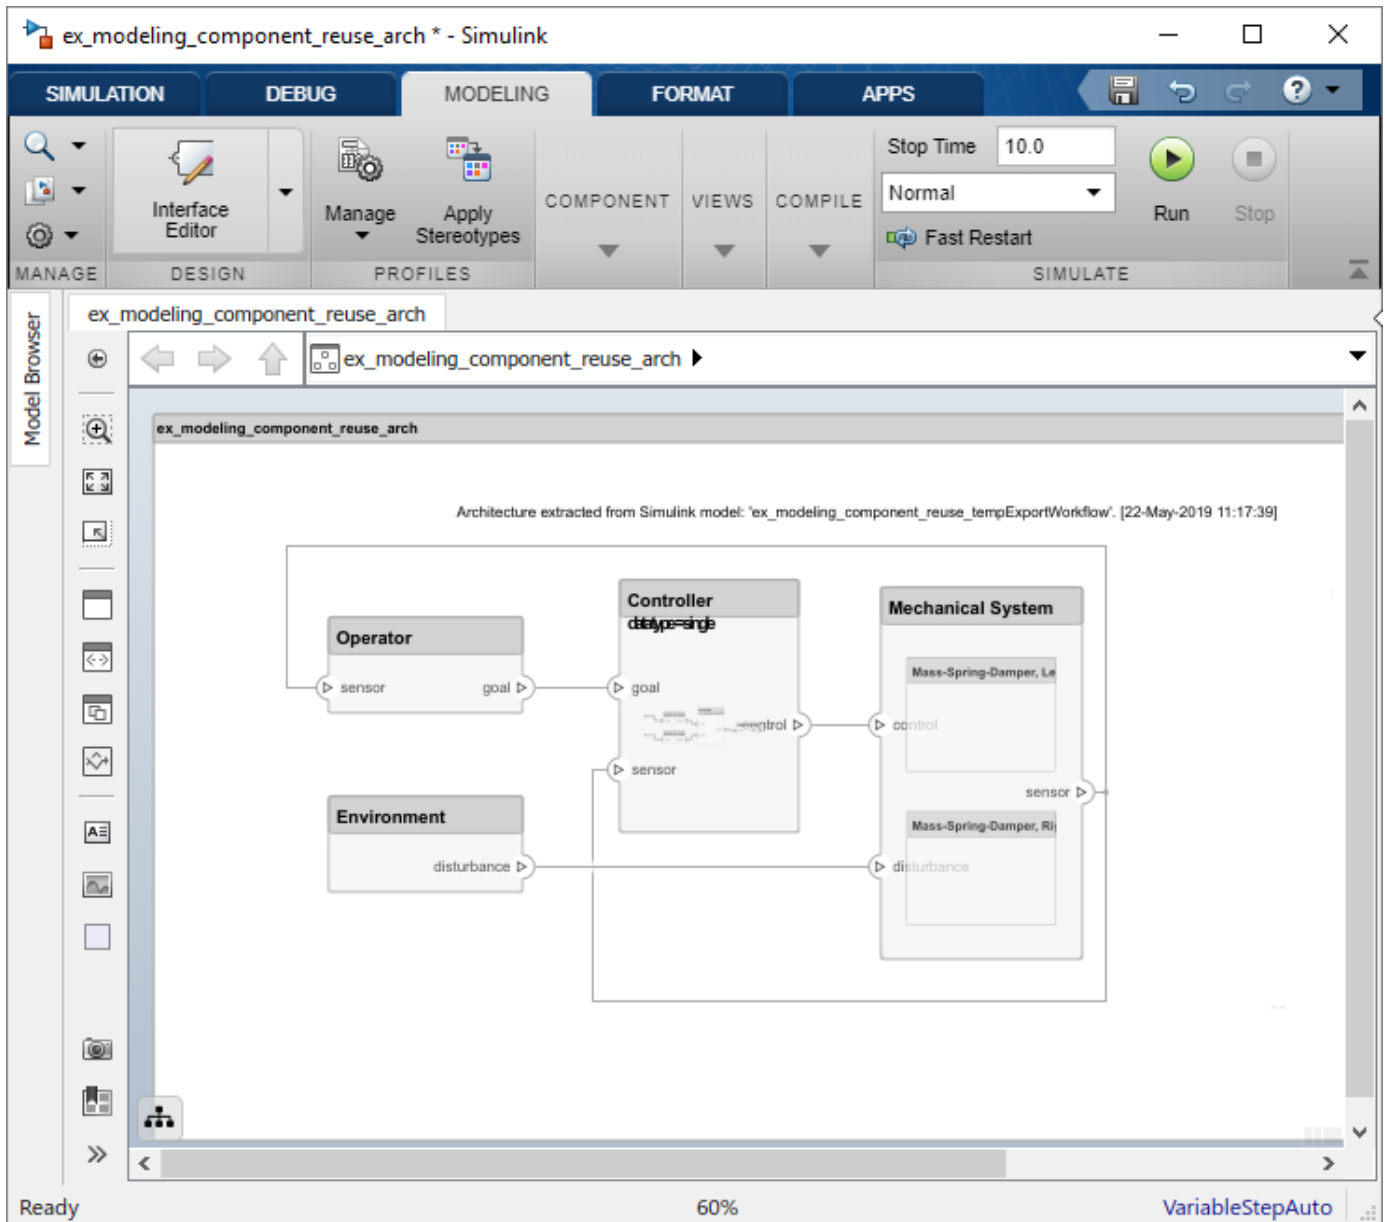 ex_modeling_component_reuse_arch * - Simulink
SIMULATION DEBUG MODELING FORMAT APPS
Interface
Editor
Manage
Apply
Stereotypes
COMPONENT
VIEWS
COMPILE
Stop Time 10.0
Normal
Fast Restart
Run
Stop
MANAGE DESIGN PROFILES SIMULATE
Model Browser
ex_modeling_component_reuse_arch
ex_modeling_component_reuse_arch
ex_modeling_component_reuse_arch
Architecture extracted from Simulink model: 'ex_modeling_component_reuse_tempExportWorkflow'. [22-May-2019 11:17:39]
Operator
sensor goal
Controller
datatype=single
goal
control
sensor
Mechanical System
Mass-Spring-Damper, Le
control
sensor
Mass-Spring-Damper, Ri
disturbance
Environment
disturbance
Ready 60% VariableStepAuto